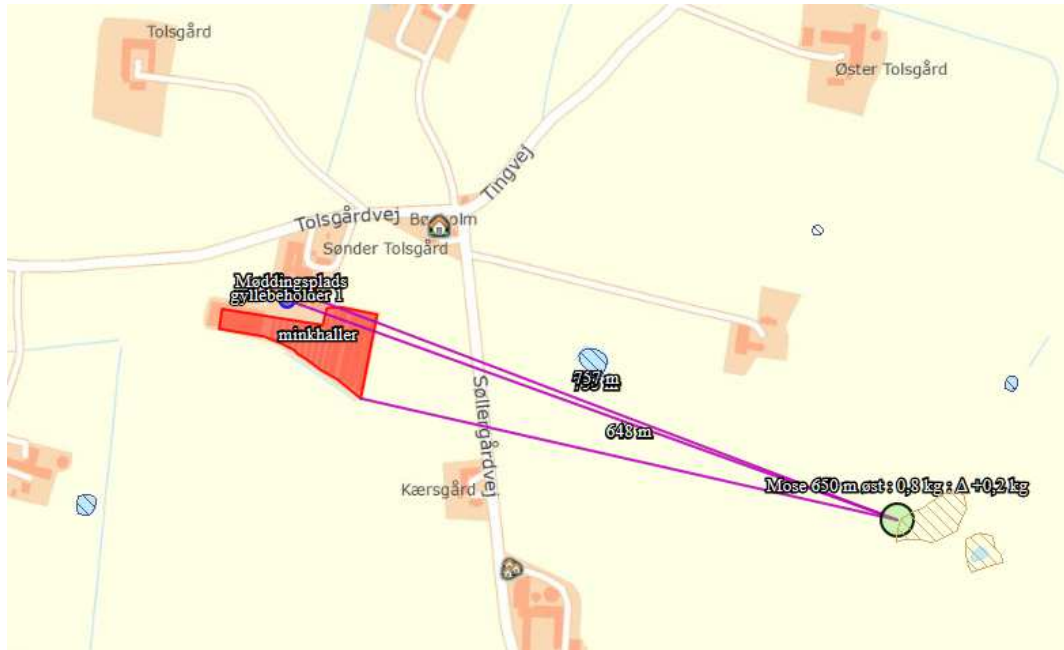 Tolsgård
Øster Tolsgård
Tingvej
Tolsgårdvej
Sønder Tolsgård
Møddingsplads
gyllebeholder 1
minkhaller
757 m
648 m
Søllergårdvej
Kærsgård
Mose 650 m øst : 0,8 kg : Δ +0,2 kg